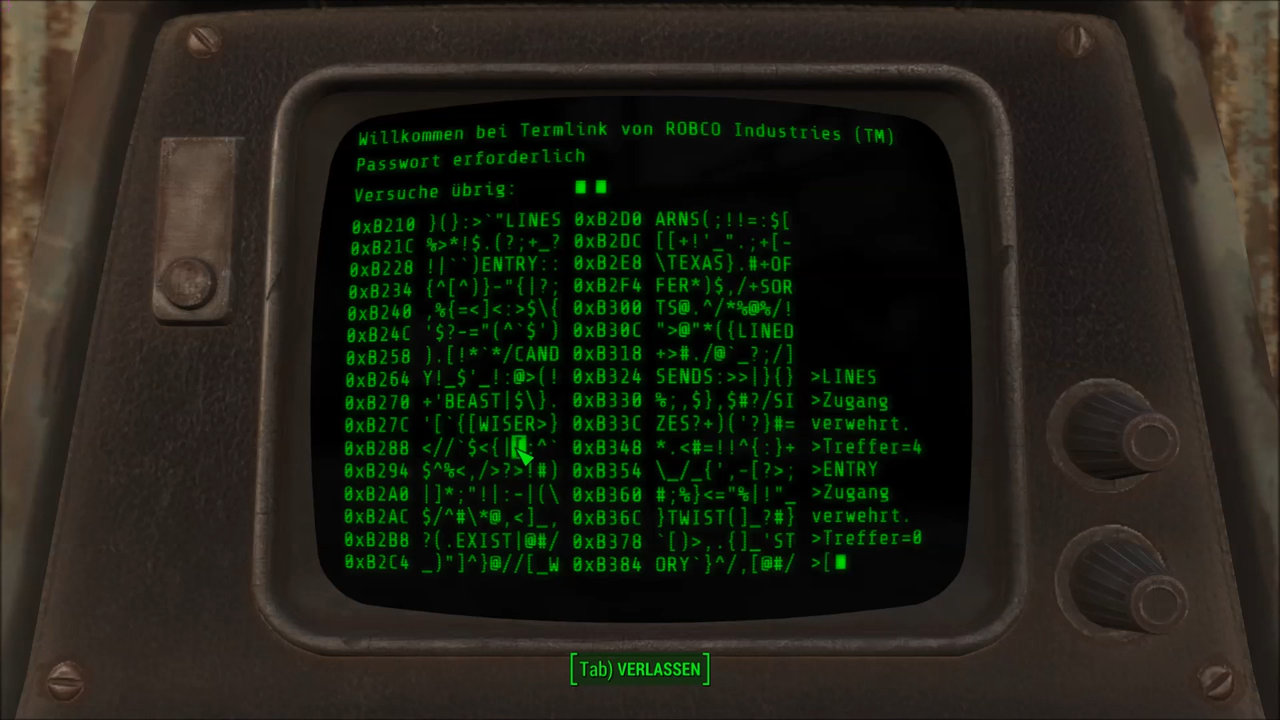 Willkommen bei Termlink von ROBCO Industries (TM)
Passwort erforderlich
Versuche übrig: ■ ■
0xB210 }(}:>`"LINES 0xB2D0 ARNS(;!!=:$[
0xB21C %>*!$.(?;+_? 0xB2DC [[+!'_".;+[-
0xB228 !|``)ENTRY:: 0xB2E8 \TEXAS}.#+OF
0xB234 {^[^)}-"{|?; 0xB2F4 FER*)$,/+SOR
0xB240 ,%{=<]<:>$\{ 0xB300 TS@.^/*%@%/!
0xB24C '$?-="(^`$') 0xB30C ">@"*({LINED
0xB258 ).[!*`*/CAND 0xB318 +>#./@`_?;/]
0xB264 Y!_$'_!:@>(! 0xB324 SENDS:>>|}{} >LINES
0xB270 +'BEAST|$\}. 0xB330 %;,$},$#?/SI >Zugang
0xB27C '[`{[WISER>} 0xB33C ZES?+)('?}#= verwehrt.
0xB288 <//`$<{|[:^` 0xB348 *.<#=!!^{:}+ >Treffer=4
0xB294 $^%<,/>?>!#) 0xB354 \_/_{',-[?>; >ENTRY
0xB2A0 |]*;"!|:-|(\ 0xB360 #;%}<="%|!"_ >Zugang
0xB2AC $/^#\*@,<]_, 0xB36C }TWIST(]_?#} verwehrt.
0xB2B8 ?(.EXIST|@#/ 0xB378 `[)>,.{]_'ST >Treffer=0
0xB2C4 _)"]^}@//[_W 0xB384 ORY`}^/,[@#/ >[■
[Tab) VERLASSEN]